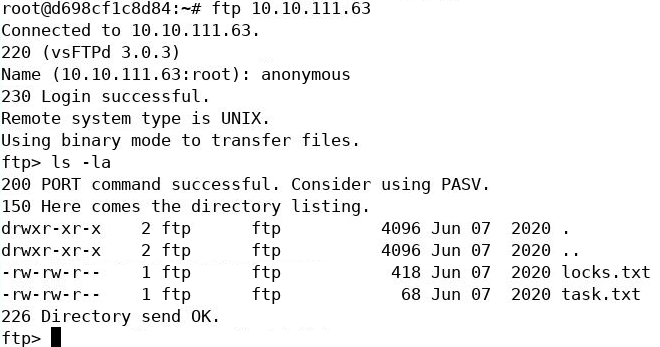 root@d698cf1c8d84:~# ftp 10.10.111.63
Connected to 10.10.111.63.
220 (vsFTPd 3.0.3)
Name (10.10.111.63:root): anonymous
230 Login successful.
Remote system type is UNIX.
Using binary mode to transfer files.
ftp> ls -la
200 PORT command successful. Consider using PASV.
150 Here comes the directory listing.
drwxr-xr-x    2 ftp      ftp          4096 Jun 07  2020 .
drwxr-xr-x    2 ftp      ftp          4096 Jun 07  2020 ..
-rw-rw-r--    1 ftp      ftp           418 Jun 07  2020 locks.txt
-rw-rw-r--    1 ftp      ftp            68 Jun 07  2020 task.txt
226 Directory send OK.
ftp>